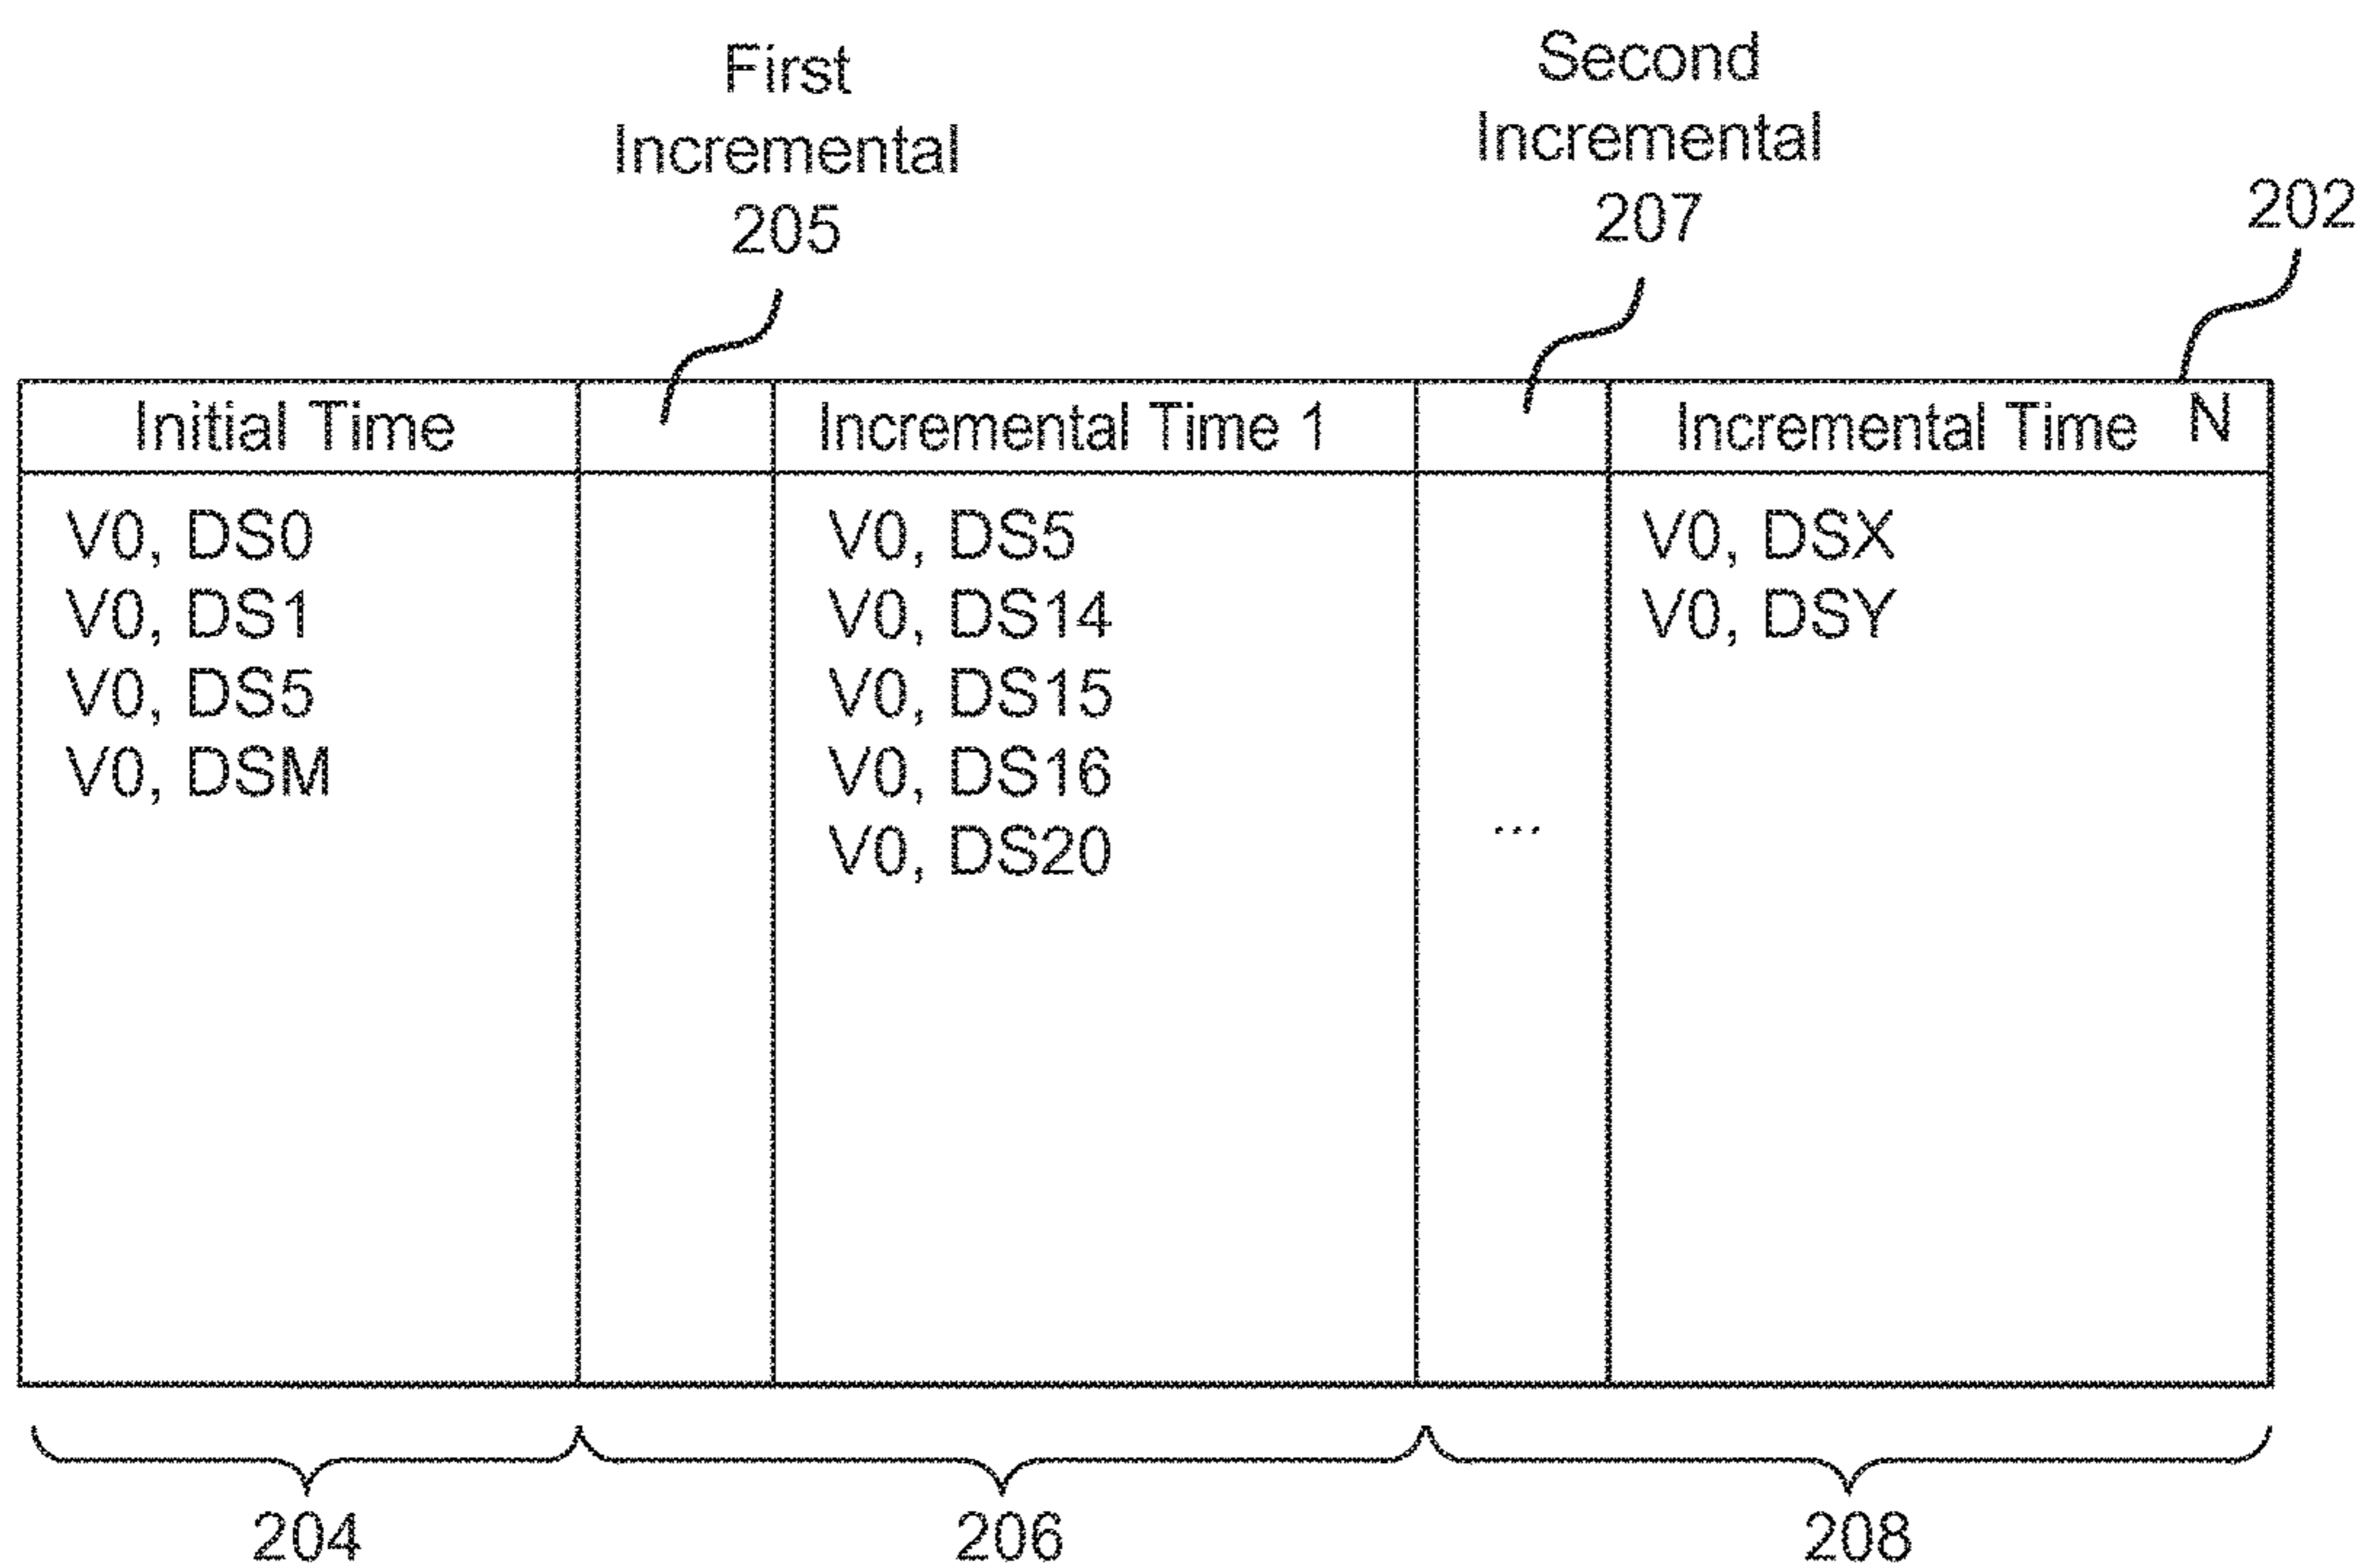 First
Incremental
205
Second
Incremental
207
202
Initial Time
Incremental Time 1
Incremental Time N
V0, DS0
V0, DS1
V0, DS5
V0, DSM
V0, DS5
V0, DS14
V0, DS15
V0, DS16
V0, DS20
...
V0, DSX
V0, DSY
204
206
208